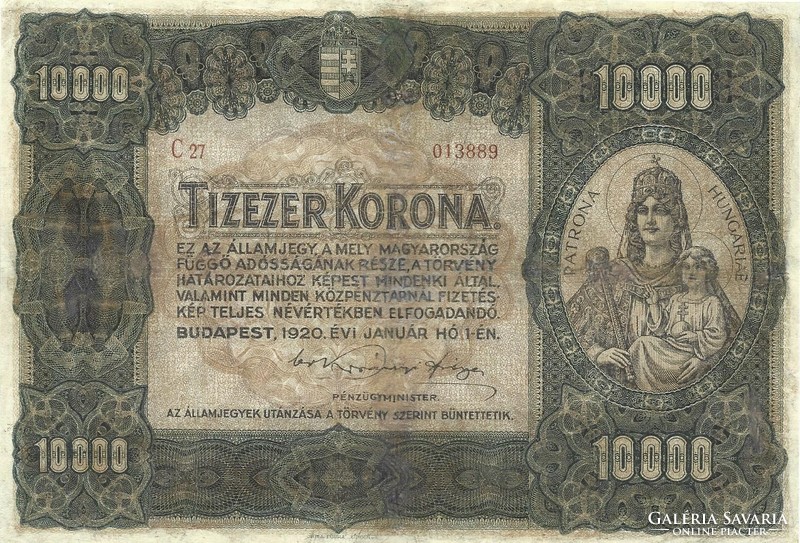 10000
10000
C 27
013889
TIZEZER KORONA.
EZ AZ ÁLLAMJEGY, A MELY MAGYARORSZÁG
FÜGGŐ ADÓSSÁGÁNAK RÉSZE, A TÖRVÉNY
HATÁROZATAIHOZ KÉPEST MINDENKI ÁLTAL,
VALAMINT MINDEN KÖZPÉNZTÁRNÁL FIZETÉS-
KÉP TELJES NÉVÉRTÉKBEN ELFOGADANDÓ.
BUDAPEST, 1920. ÉVI JANUÁR HÓ 1-ÉN.
PÉNZÜGYMINISTER.
AZ ÁLLAMJEGYEK UTÁNZÁSA A TÖRVÉNY SZERINT BÜNTETTETIK.
PATRONA HUNGARIÆ
10000
10000
GALÉRIA SAVARIA
ONLINE PIACTÉR